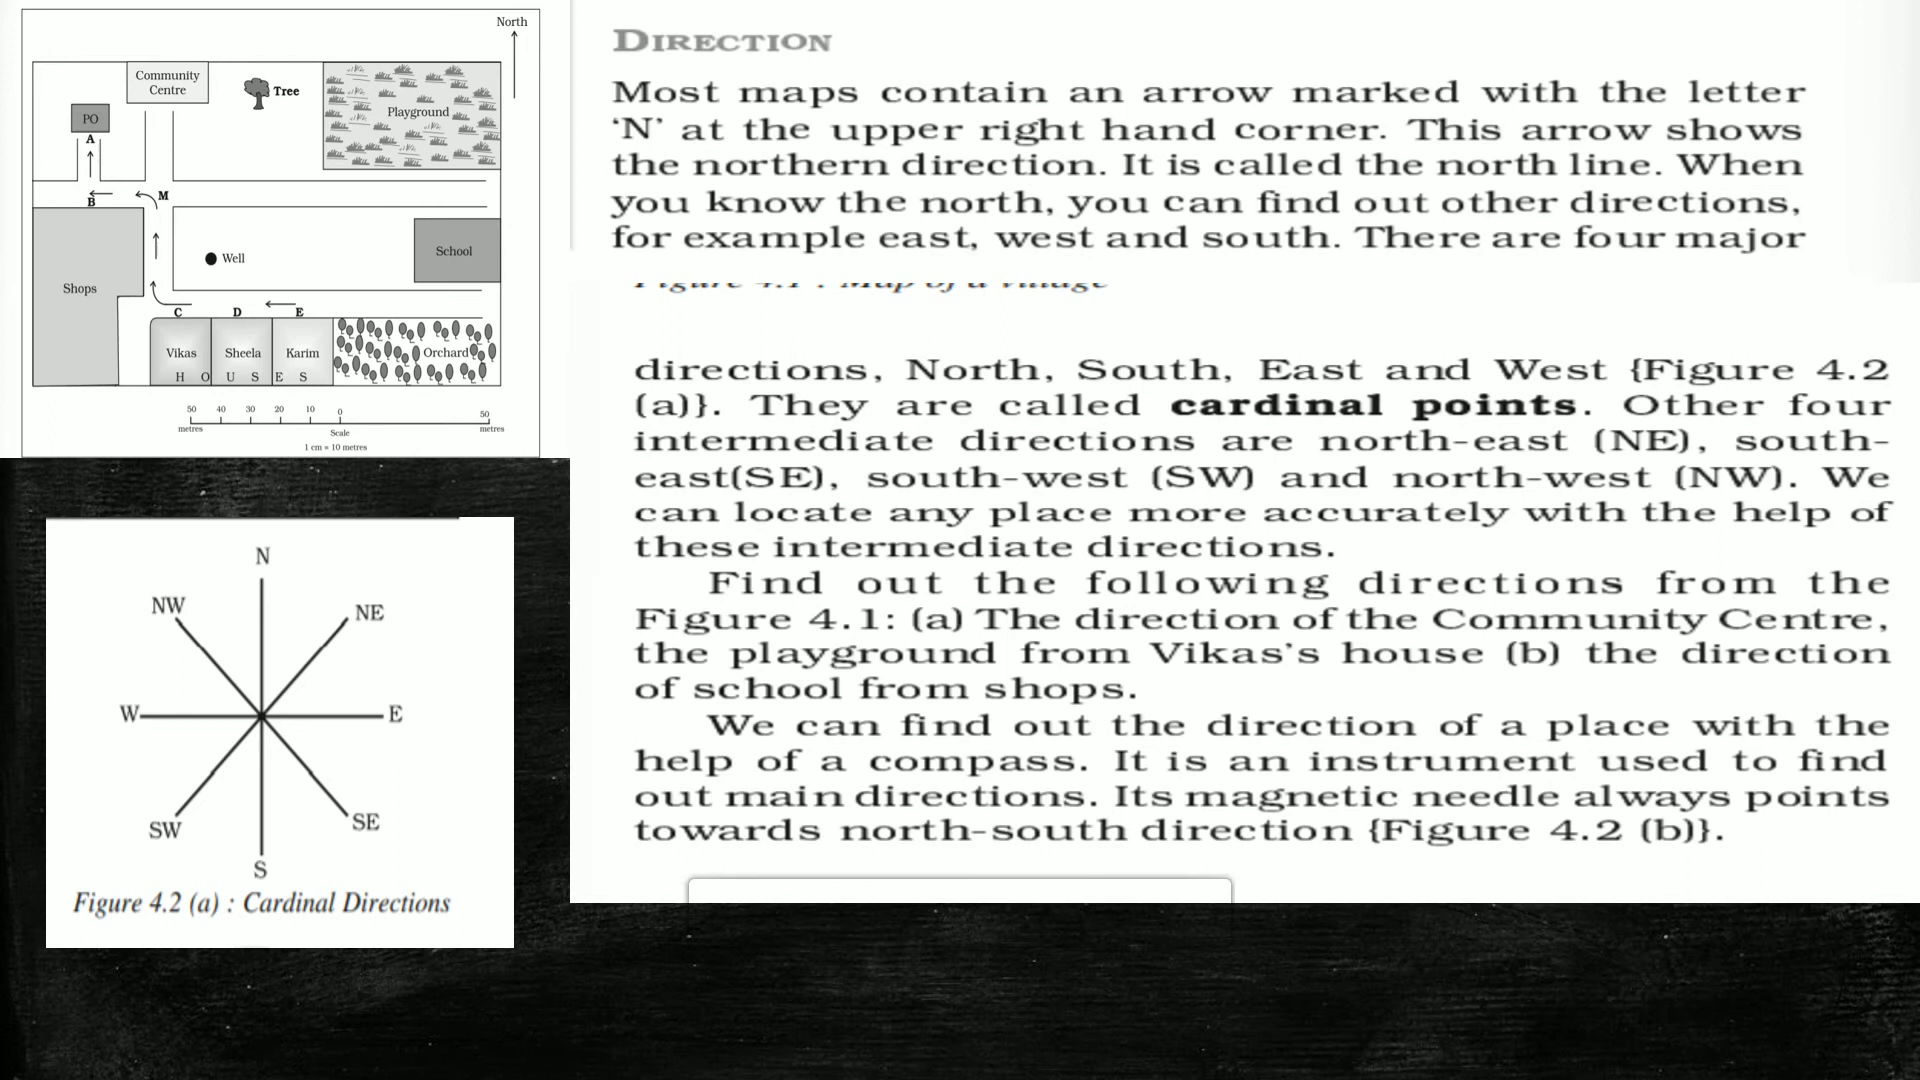 North
Community
Centre
Tree
PO
Playground
A
B
M
Well
School
Shops
C D E
Vikas Sheela Karim Orchard
H O U S E S
50 40 30 20 10 0 50
metres Scale metres
1 cm = 10 metres
N
NW NE
W E
SW SE
S
Figure 4.2 (a) : Cardinal Directions
DIRECTION
Most maps contain an arrow marked with the letter
‘N’ at the upper right hand corner. This arrow shows
the northern direction. It is called the north line. When
you know the north, you can find out other directions,
for example east, west and south. There are four major
Figure 4.1 : Map of a village
directions, North, South, East and West {Figure 4.2
(a)}. They are called cardinal points. Other four
intermediate directions are north-east (NE), south-
east(SE), south-west (SW) and north-west (NW). We
can locate any place more accurately with the help of
these intermediate directions.
Find out the following directions from the
Figure 4.1: (a) The direction of the Community Centre,
the playground from Vikas’s house (b) the direction
of school from shops.
We can find out the direction of a place with the
help of a compass. It is an instrument used to find
out main directions. Its magnetic needle always points
towards north-south direction {Figure 4.2 (b)}.